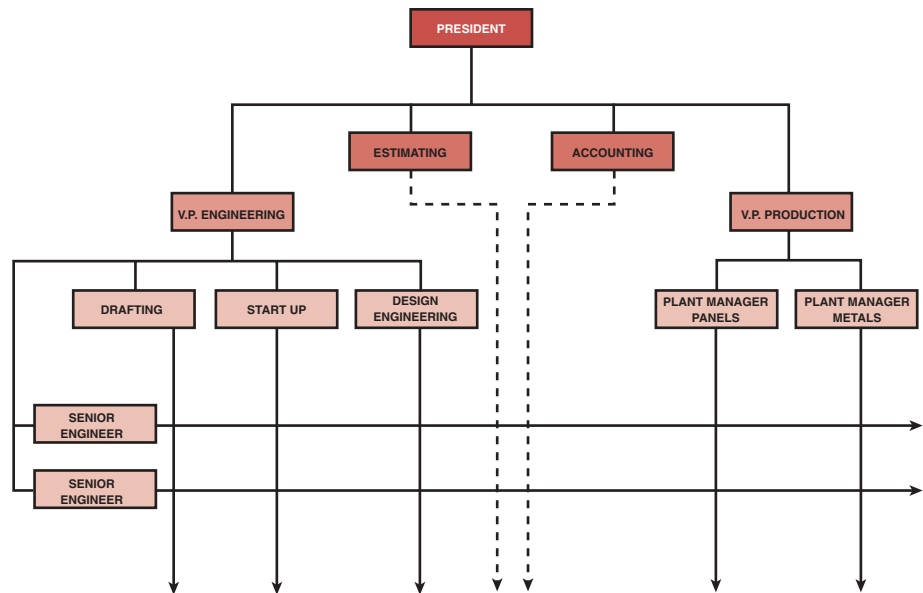 PRESIDENT
ESTIMATING
ACCOUNTING
V.P. ENGINEERING
V.P. PRODUCTION
DRAFTING
START UP
DESIGN
ENGINEERING
PLANT MANAGER
PANELS
PLANT MANAGER
METALS
SENIOR
ENGINEER
SENIOR
ENGINEER